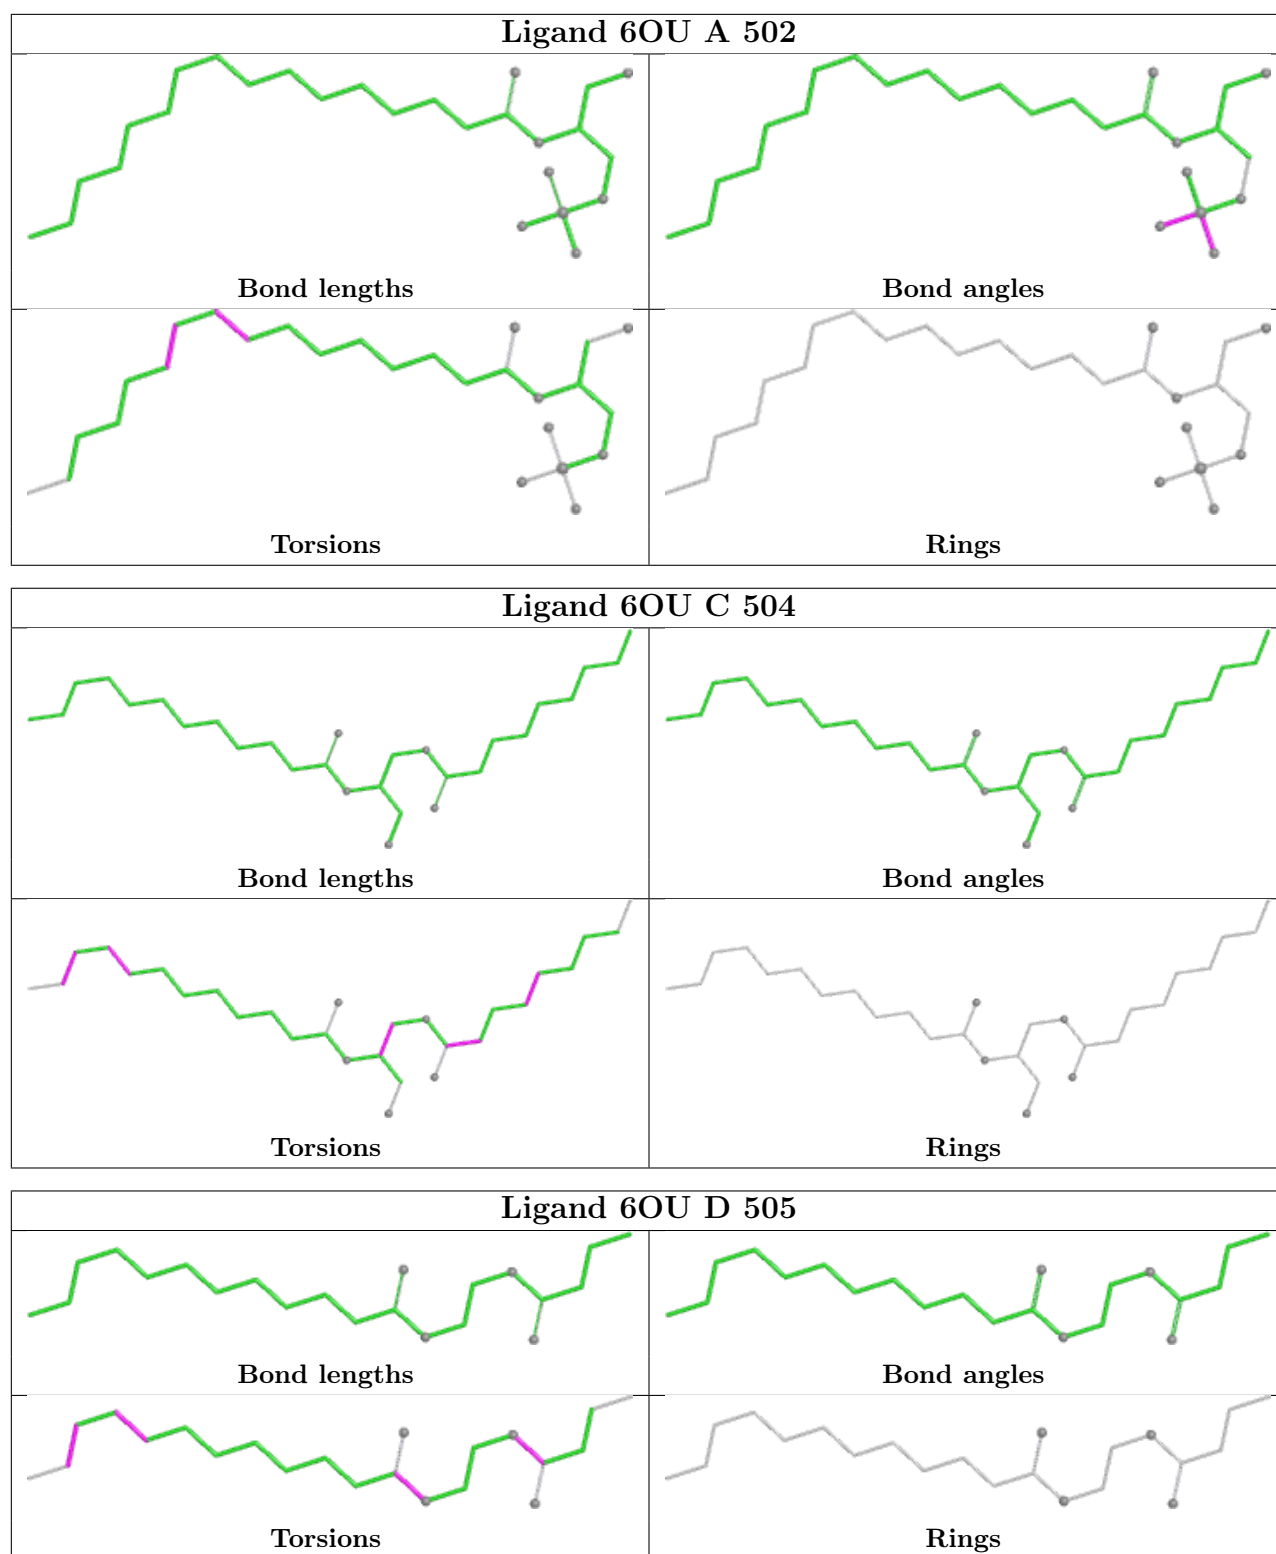 Ligand 6OU A 502
Bond lengths
Bond angles
Torsions
Rings
Ligand 6OU C 504
Bond lengths
Bond angles
Torsions
Rings
Ligand 6OU D 505
Bond lengths
Bond angles
Torsions
Rings